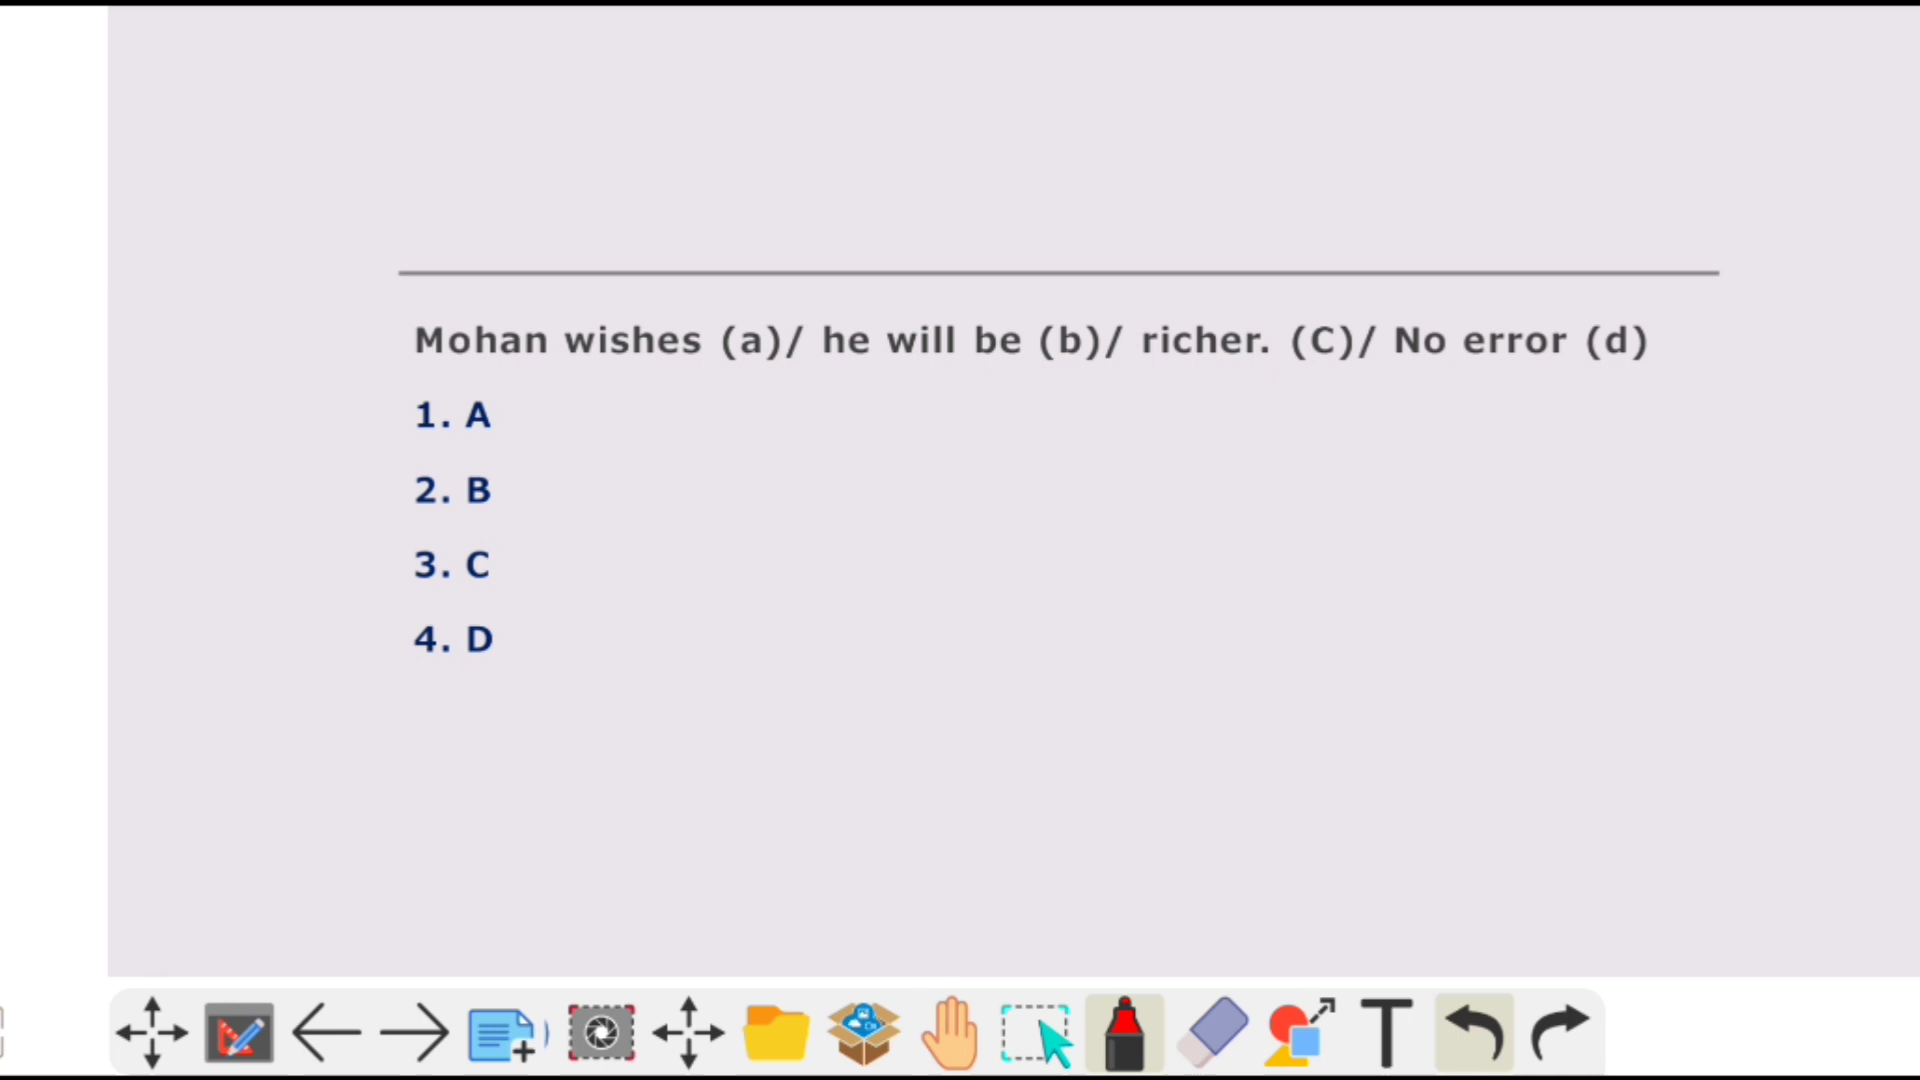 Mohan wishes (a)/ he will be (b)/ richer. (C)/ No error (d)
1. A
2. B
3. C
4. D